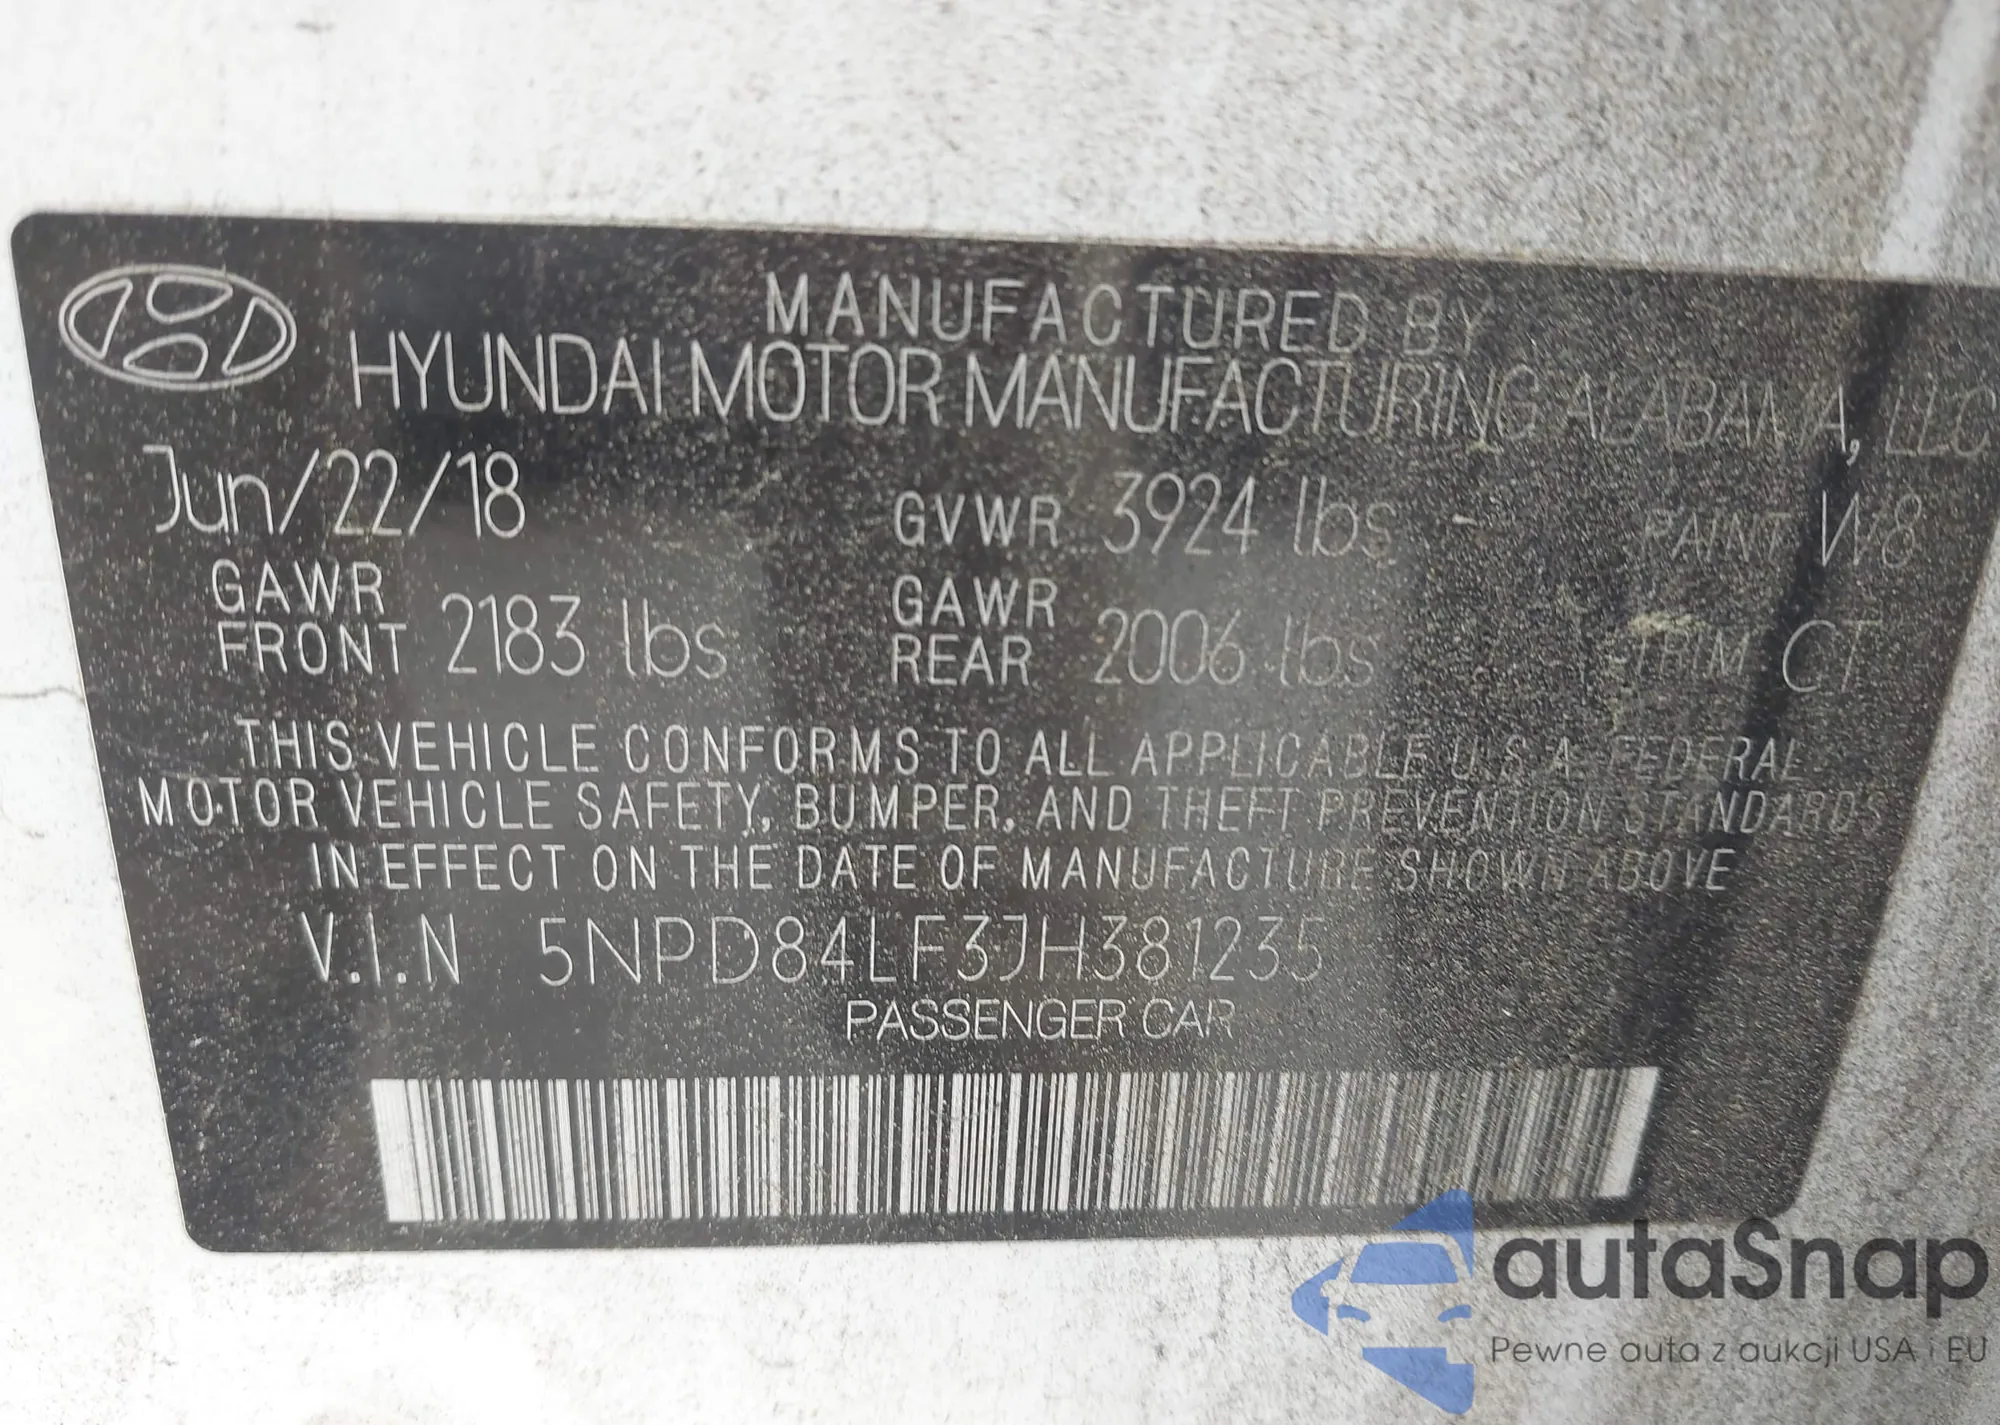 MANUFACTURED BY
HYUNDAI MOTOR MANUFACTURING ALABAMA, LLC
Jun/22/18 GVWR 3924 lbs PAINT W8
GAWR FRONT 2183 lbs GAWR REAR 2006 lbs TRIM CT
THIS VEHICLE CONFORMS TO ALL APPLICABLE U.S.A. FEDERAL
MOTOR VEHICLE SAFETY, BUMPER, AND THEFT PREVENTION STANDARDS
IN EFFECT ON THE DATE OF MANUFACTURE SHOWN ABOVE
V.I.N 5NPD84LF3JH381235
PASSENGER CAR
autaSnap
Pewne auta z aukcji USA i EU